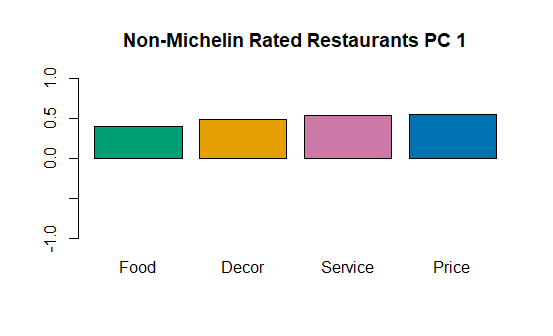 Non-Michelin Rated Restaurants PC 1
1.0
0.5
0.0
-1.0
Food Decor Service Price